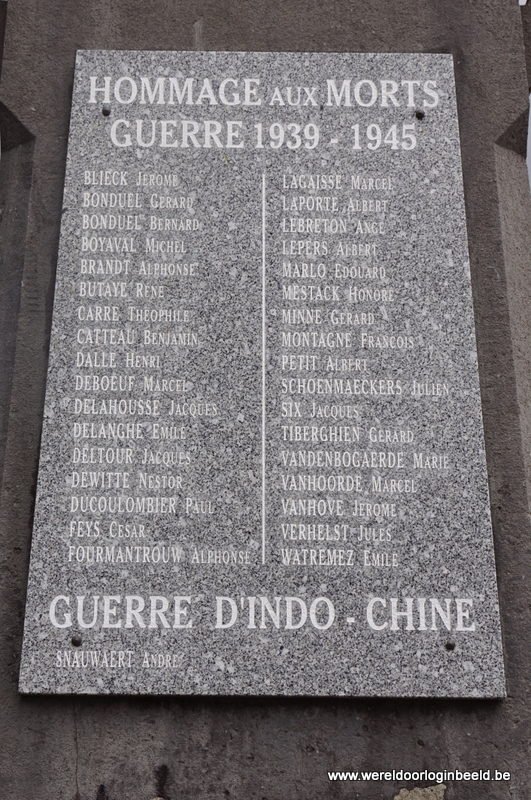 HOMMAGE AUX MORTS
GUERRE 1939 - 1945
BLIECK JEROME
BONDUEL GERARD
BONDUEL BERNARD
BOYAVAL MICHEL
BRANDT ALPHONSE
BUTAYE RENE
CARRE THEOPHILE
CATTEAU BENJAMIN
DALLE HENRI
DEBOEUF MARCEL
DELAHOUSSE JACQUES
DELANGHE EMILE
DELTOUR JACQUES
DEWITTE NESTOR
DUCOULOMBIER PAUL
FEYS CESAR
FOURMANTROUW ALPHONSE
LAGAISSE MARCEL
LAPORTE ALBERT
LEBRETON ANGE
LEPERS ALBERT
MARLO EDOUARD
MESTACK HONORE
MINNE GERARD
MONTAGNE FRANCOIS
PETIT ALBERT
SCHOENMAECKERS JULIEN
SIX JACQUES
TIBERGHIEN GERARD
VANDENBOGAERDE MARIE
VANHOORDE MARCEL
VANHOVE JEROME
VERHELST JULES
WATREMEZ EMILE
GUERRE D'INDO - CHINE
SNAUWAERT ANDRE
www.wereldoorloginbeeld.be